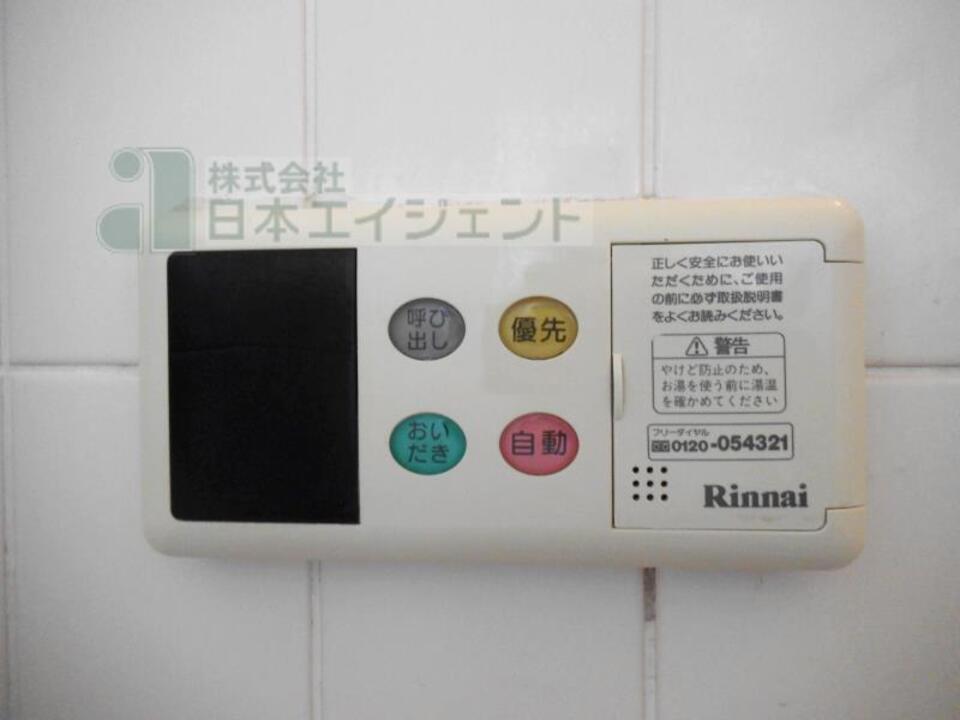 株式会社
日本エイジェント
呼び
出し
優先
おい
だき
自動
正しく安全にお使いい
ただくために、ご使用
の前に必ず取扱説明書
をよくお読みください。
警告
やけど防止のため、
お湯を使う前に湯温
を確かめてください
フリーダイヤル
0120-054321
Rinnai